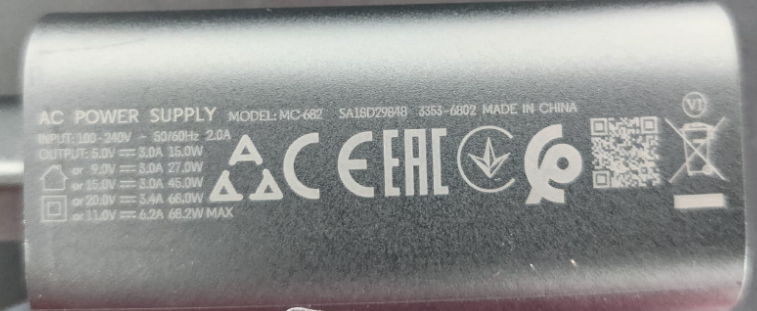 AC POWER SUPPLY MODEL: MC-682 SA18D29848 3353-6802 MADE IN CHINA
INPUT: 100-240V ~ 50/60Hz 2.0A
OUTPUT: 5.0V ⎓ 3.0A 15.0W
or 9.0V ⎓ 3.0A 27.0W
or 15.0V ⎓ 3.0A 45.0W
or 20.0V ⎓ 3.4A 68.0W
or 11.0V ⎓ 6.2A 68.2W MAX
CE EAC
VI